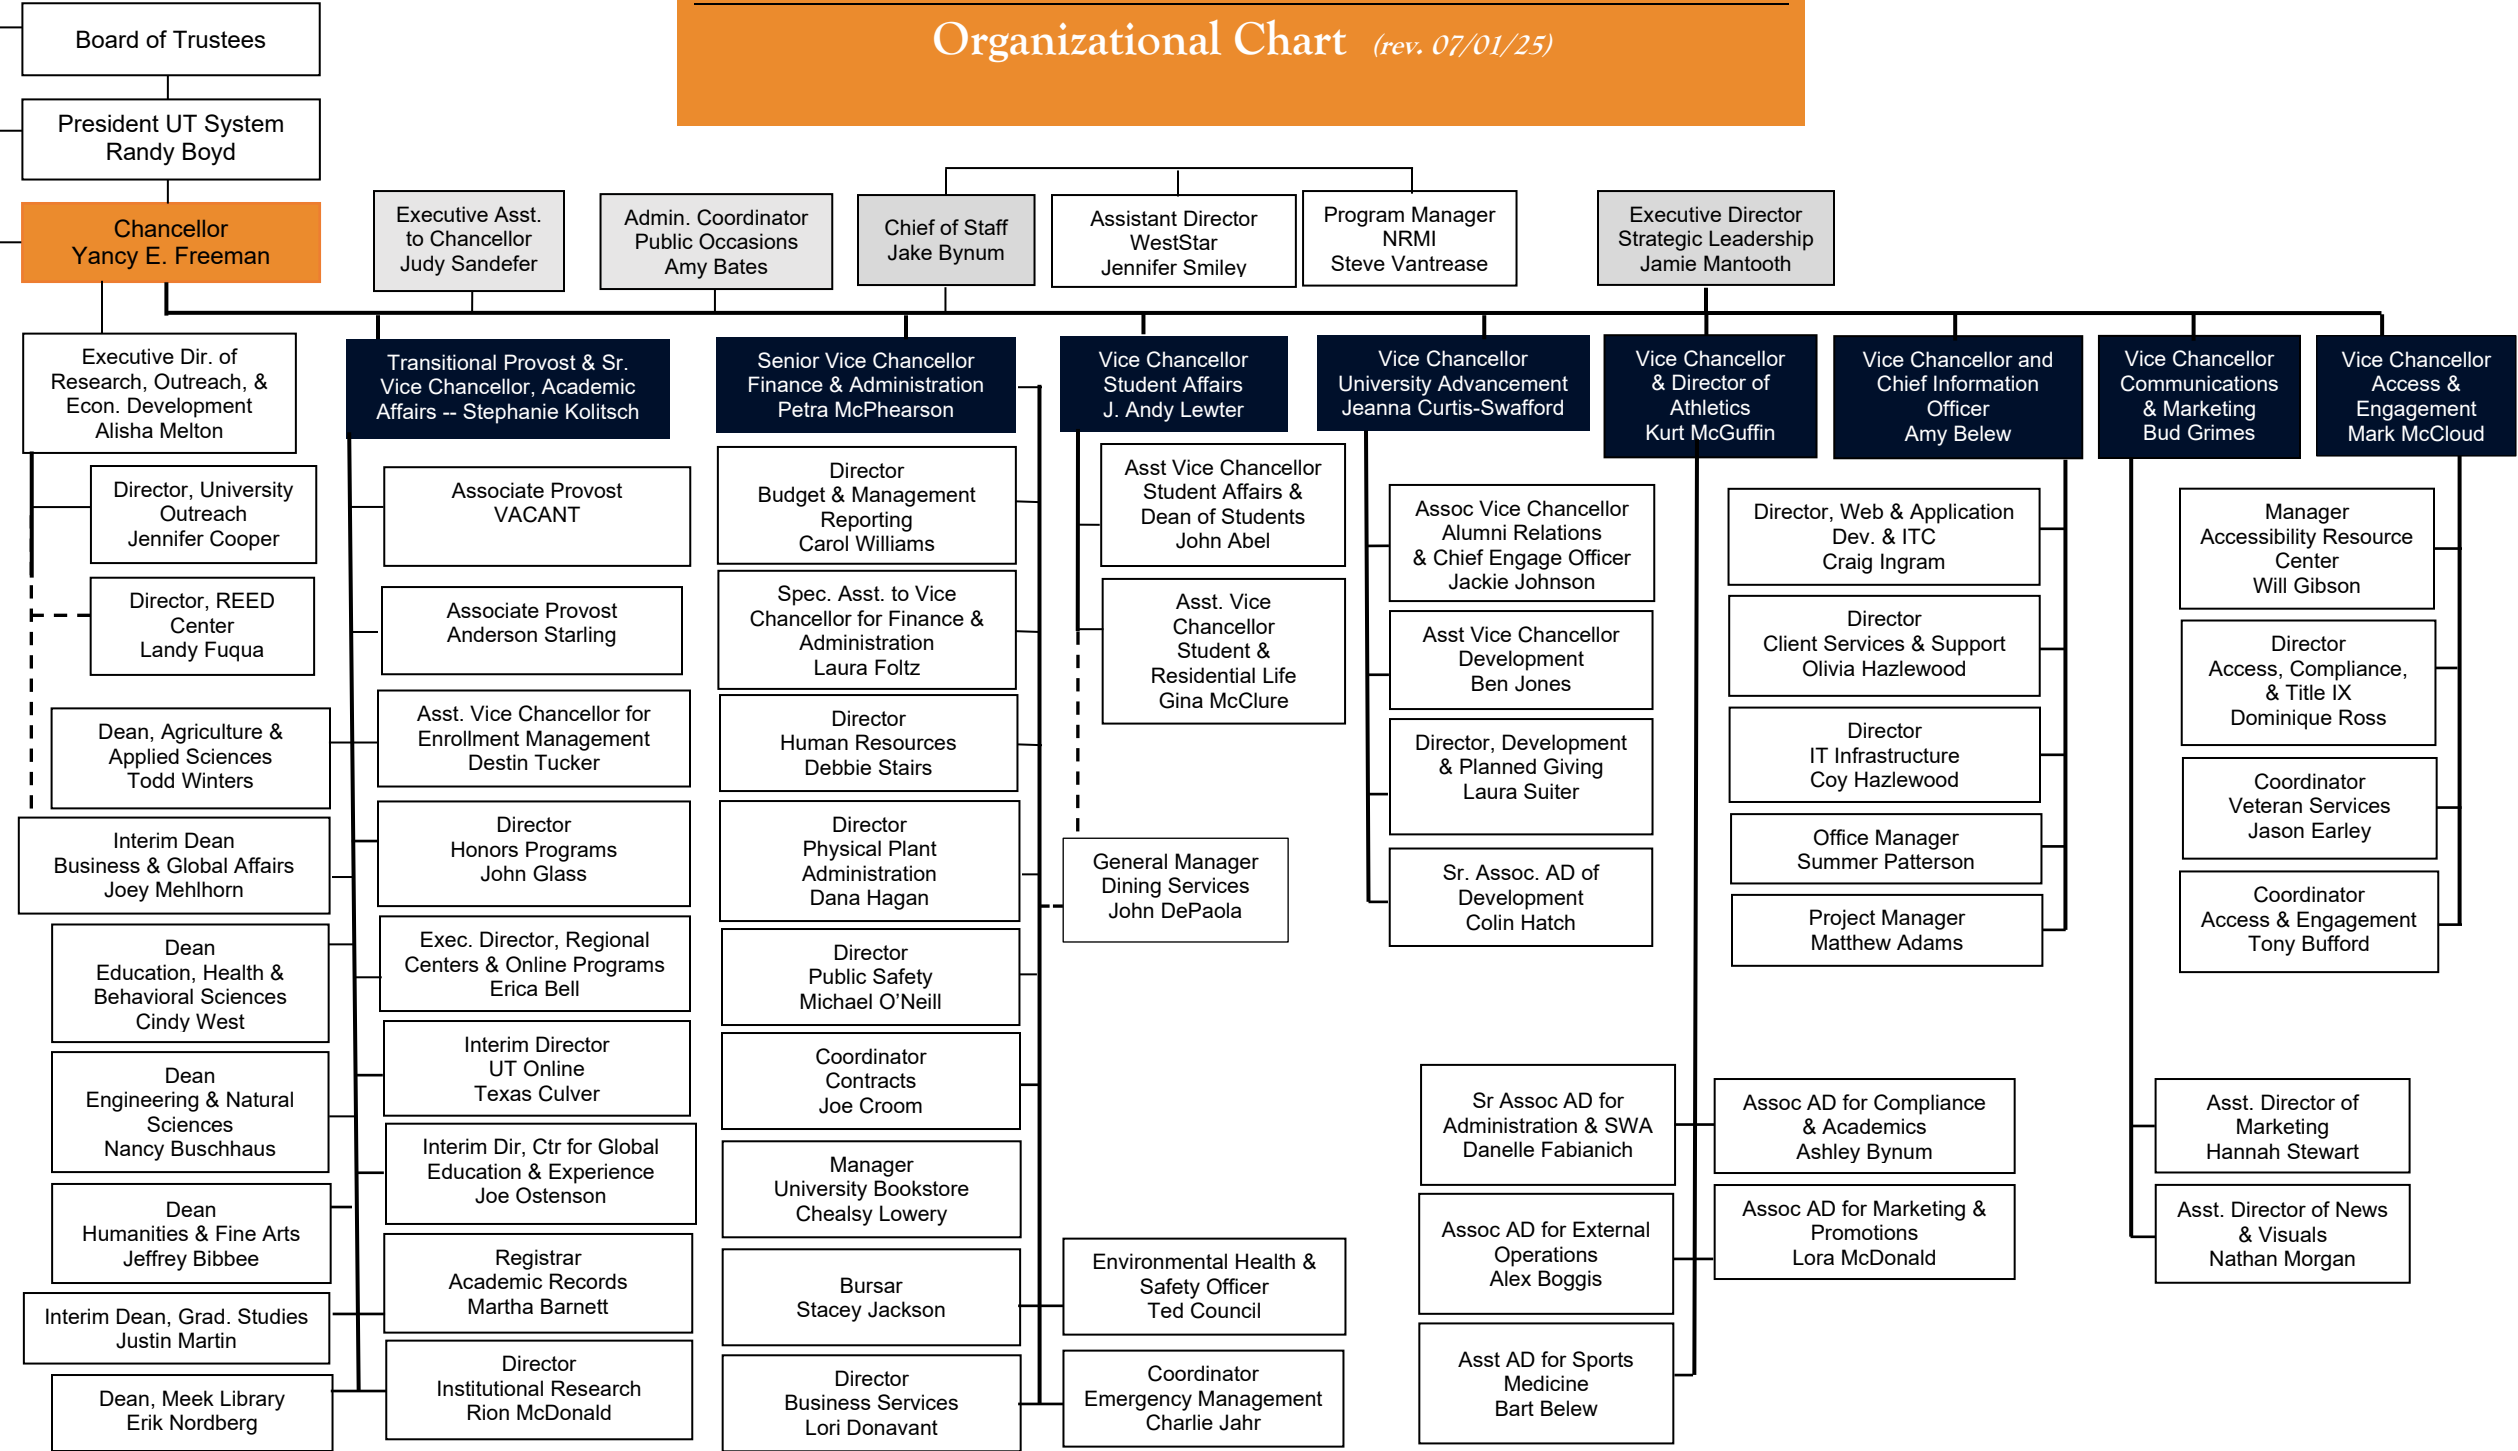 Organizational Chart (rev. 07/01/25)
Board of Trustees
President UT System
Randy Boyd
Chancellor
Yancy E. Freeman
Executive Asst.
to Chancellor
Judy Sandefer
Admin. Coordinator
Public Occasions
Amy Bates
Chief of Staff
Jake Bynum
Assistant Director
WestStar
Jennifer Smiley
Program Manager
NRMI
Steve Vantrease
Executive Director
Strategic Leadership
Jamie Mantooth
Executive Dir. of
Research, Outreach, &
Econ. Development
Alisha Melton
Director, University
Outreach
Jennifer Cooper
Director, REED
Center
Landy Fuqua
Transitional Provost & Sr.
Vice Chancellor, Academic
Affairs -- Stephanie Kolitsch
Dean, Agriculture &
Applied Sciences
Todd Winters
Interim Dean
Business & Global Affairs
Joey Mehlhorn
Dean
Education, Health &
Behavioral Sciences
Cindy West
Dean
Engineering & Natural
Sciences
Nancy Buschhaus
Dean
Humanities & Fine Arts
Jeffrey Bibbee
Interim Dean, Grad. Studies
Justin Martin
Dean, Meek Library
Erik Nordberg
Associate Provost
VACANT
Associate Provost
Anderson Starling
Asst. Vice Chancellor for
Enrollment Management
Destin Tucker
Director
Honors Programs
John Glass
Exec. Director, Regional
Centers & Online Programs
Erica Bell
Interim Director
UT Online
Texas Culver
Interim Dir, Ctr for Global
Education & Experience
Joe Ostenson
Registrar
Academic Records
Martha Barnett
Director
Institutional Research
Rion McDonald
Senior Vice Chancellor
Finance & Administration
Petra McPhearson
Director
Budget & Management
Reporting
Carol Williams
Spec. Asst. to Vice
Chancellor for Finance &
Administration
Laura Foltz
Director
Human Resources
Debbie Stairs
Director
Physical Plant
Administration
Dana Hagan
Director
Public Safety
Michael O’Neill
Coordinator
Contracts
Joe Croom
Manager
University Bookstore
Chealsy Lowery
Bursar
Stacey Jackson
Director
Business Services
Lori Donavant
Environmental Health &
Safety Officer
Ted Council
Coordinator
Emergency Management
Charlie Jahr
Vice Chancellor
Student Affairs
J. Andy Lewter
Asst Vice Chancellor
Student Affairs &
Dean of Students
John Abel
Asst. Vice
Chancellor
Student &
Residential Life
Gina McClure
General Manager
Dining Services
John DePaola
Vice Chancellor
University Advancement
Jeanna Curtis-Swafford
Assoc Vice Chancellor
Alumni Relations
& Chief Engage Officer
Jackie Johnson
Asst Vice Chancellor
Development
Ben Jones
Director, Development
& Planned Giving
Laura Suiter
Sr. Assoc. AD of
Development
Colin Hatch
Vice Chancellor
& Director of
Athletics
Kurt McGuffin
Sr Assoc AD for
Administration & SWA
Danelle Fabianich
Assoc AD for External
Operations
Alex Boggis
Asst AD for Sports
Medicine
Bart Belew
Assoc AD for Compliance
& Academics
Ashley Bynum
Assoc AD for Marketing &
Promotions
Lora McDonald
Vice Chancellor and
Chief Information
Officer
Amy Belew
Director, Web & Application
Dev. & ITC
Craig Ingram
Director
Client Services & Support
Olivia Hazlewood
Director
IT Infrastructure
Coy Hazlewood
Office Manager
Summer Patterson
Project Manager
Matthew Adams
Vice Chancellor
Communications
& Marketing
Bud Grimes
Asst. Director of
Marketing
Hannah Stewart
Asst. Director of News
& Visuals
Nathan Morgan
Vice Chancellor
Access &
Engagement
Mark McCloud
Manager
Accessibility Resource
Center
Will Gibson
Director
Access, Compliance,
& Title IX
Dominique Ross
Coordinator
Veteran Services
Jason Earley
Coordinator
Access & Engagement
Tony Bufford